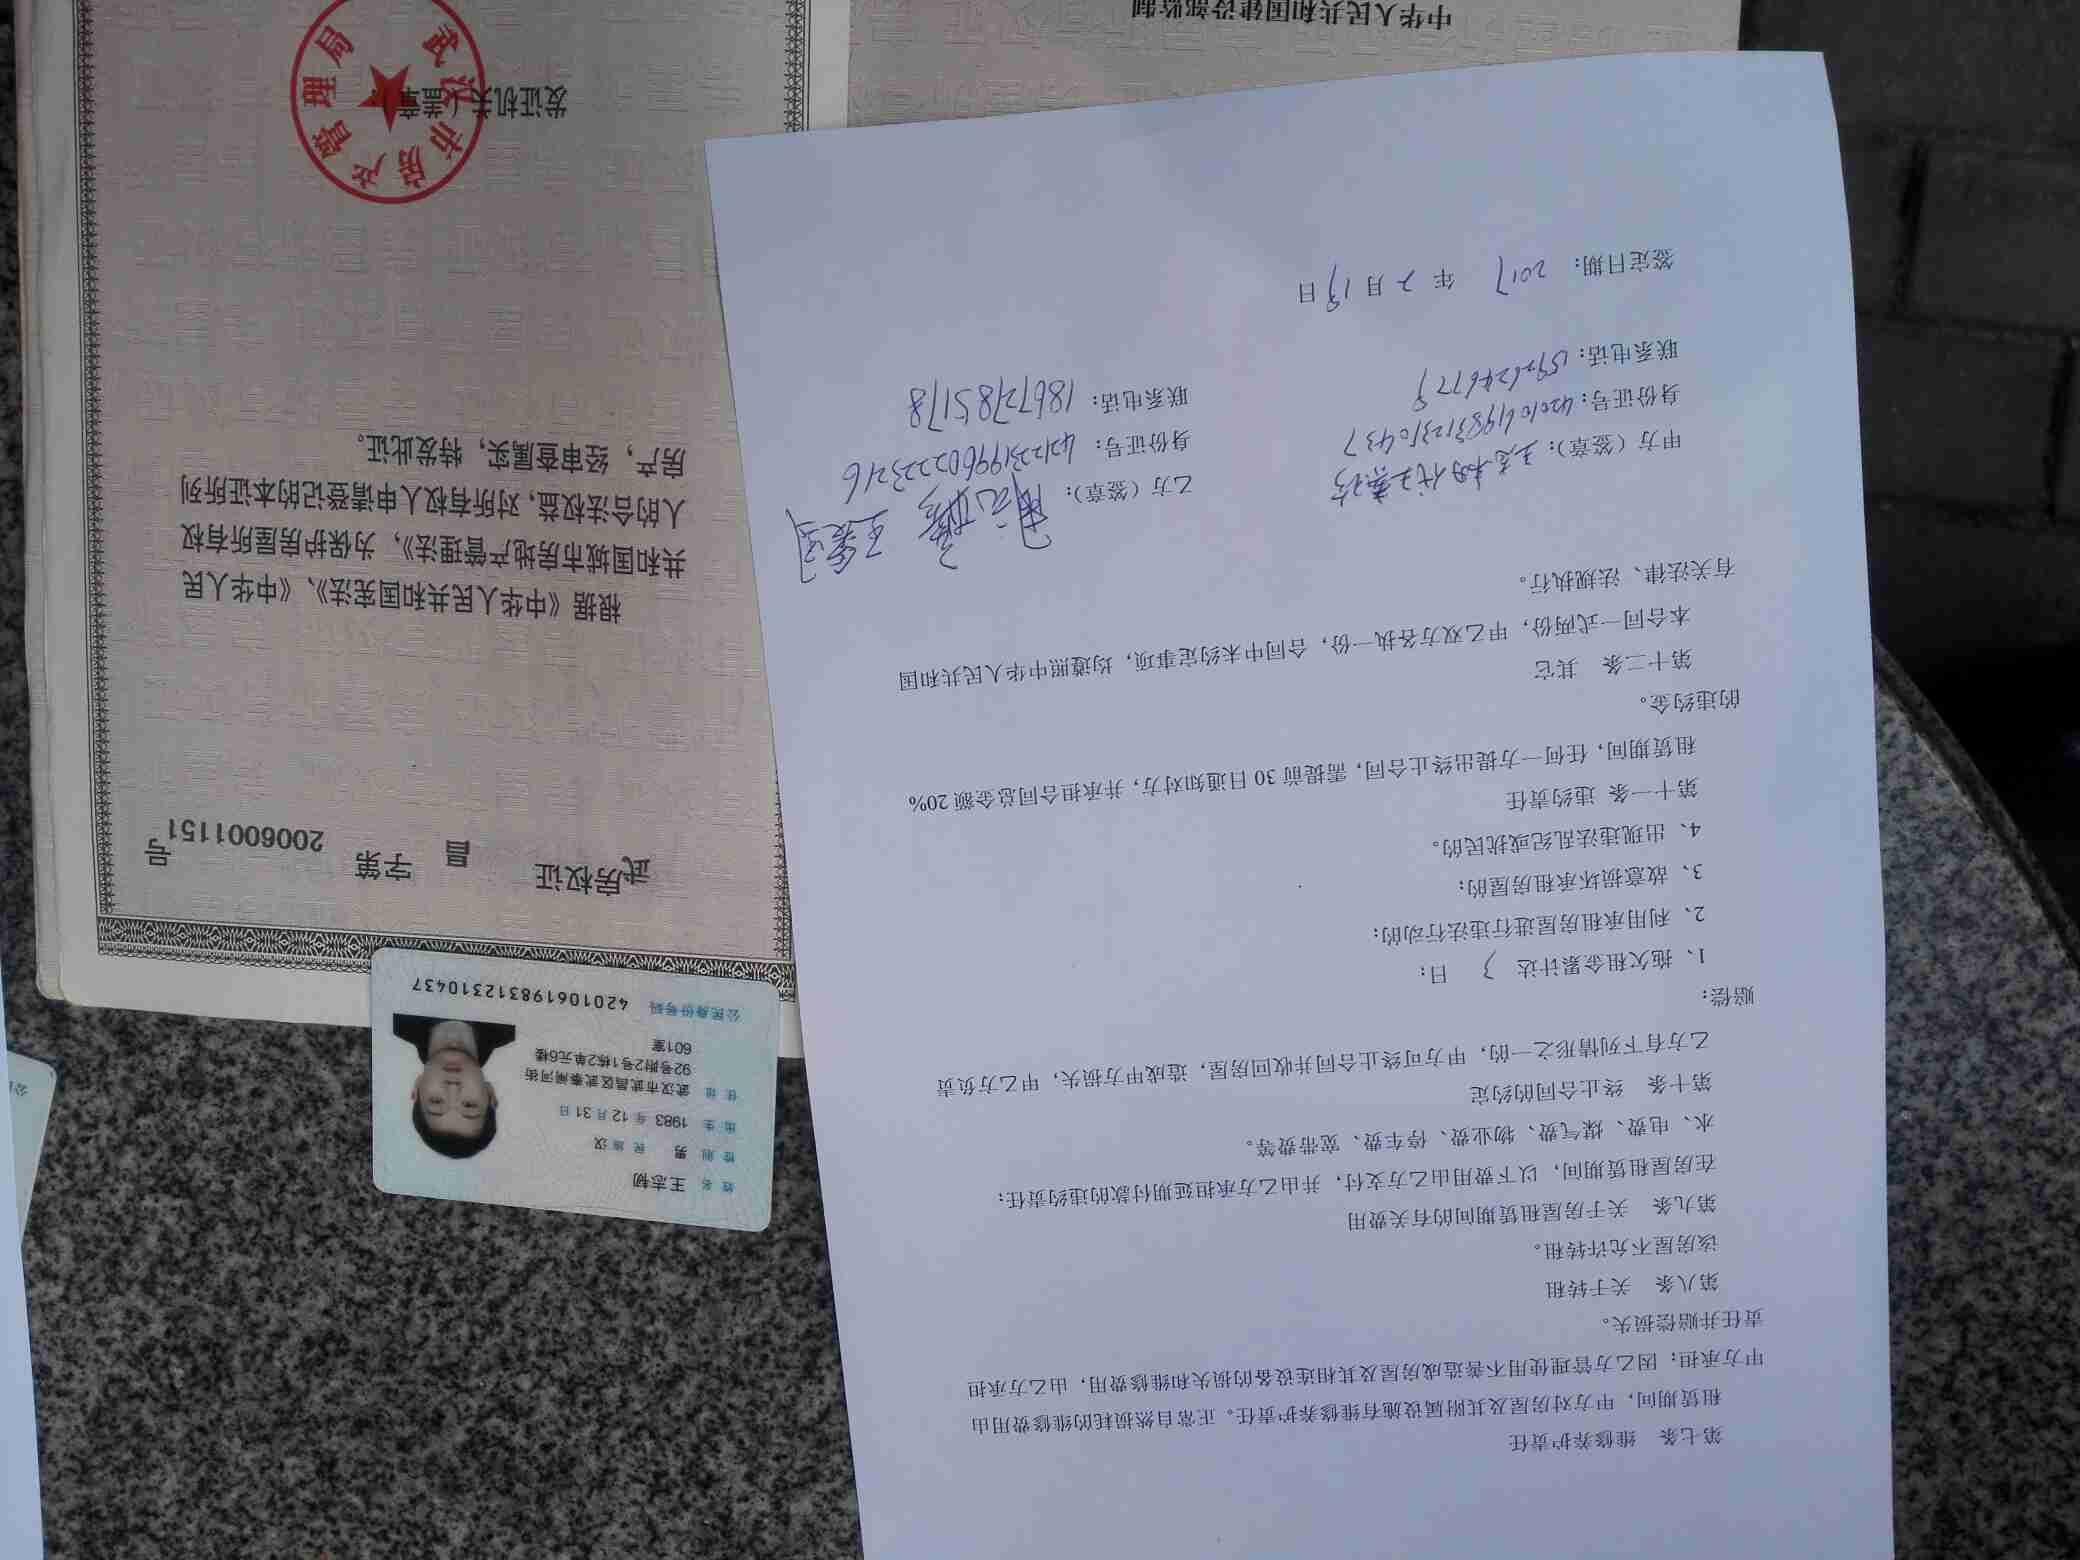 第七条　维修养护责任
租赁期间，甲方对房屋及其附属设施有维修养护责任。正常自然损耗的维修费用由
甲方承担；因乙方管理使用不善造成房屋及其相连设备的损失和维修费用，由乙方承担
责任并赔偿损失。
第八条　关于转租
该房屋不允许转租。
第九条　关于房屋租赁期间的有关费用
在房屋租赁期间，以下费用由乙方支付，并由乙方承担延期付款的违约责任：
水、电费、煤气费、物业费、停车费、宽带费等。
第十条　终止合同的约定
乙方有下列情形之一的，甲方可终止合同并收回房屋，造成甲方损失，甲乙方负责
赔偿：
1、拖欠租金累计达 3 日；
2、利用承租房屋进行违法行动的；
3、故意损坏承租房屋的；
4、出现违法乱纪或扰民的。
第十一条 违约责任
租赁期间，任何一方提出终止合同，需提前 30 日通知对方，并承担合同总金额 20%
的违约金。
第十二条　其它
本合同一式两份，甲乙双方各执一份，合同中未约定事项，均遵照中华人民共和国
有关法律、法规执行。
甲方（签章）：王志韧代王
身份证号：420106198312310437
联系电话：
乙方（签章）：
身份证号：421223199602223216
联系电话：18672785178
签定日期：2017 年 2 月 19 日
姓名 王志韧
性别 男 民族 汉
出生 1983 年 12 月 31 日
住址 武汉市武昌区武泰闸河街
92号附2号1栋2单元6楼
601室
公民身份号码 420106198312310437
武房权证 昌 字第 2006001151 号
根据《中华人民共和国宪法》、《中华人民
共和国城市房地产管理法》，为保护房屋所有权
人的合法权益，对所有权人申请登记的本证所列
房产，经审查属实，特发此证。
发证机关（盖章）
武汉市房产管理局
中华人民共和国建设部监制
公